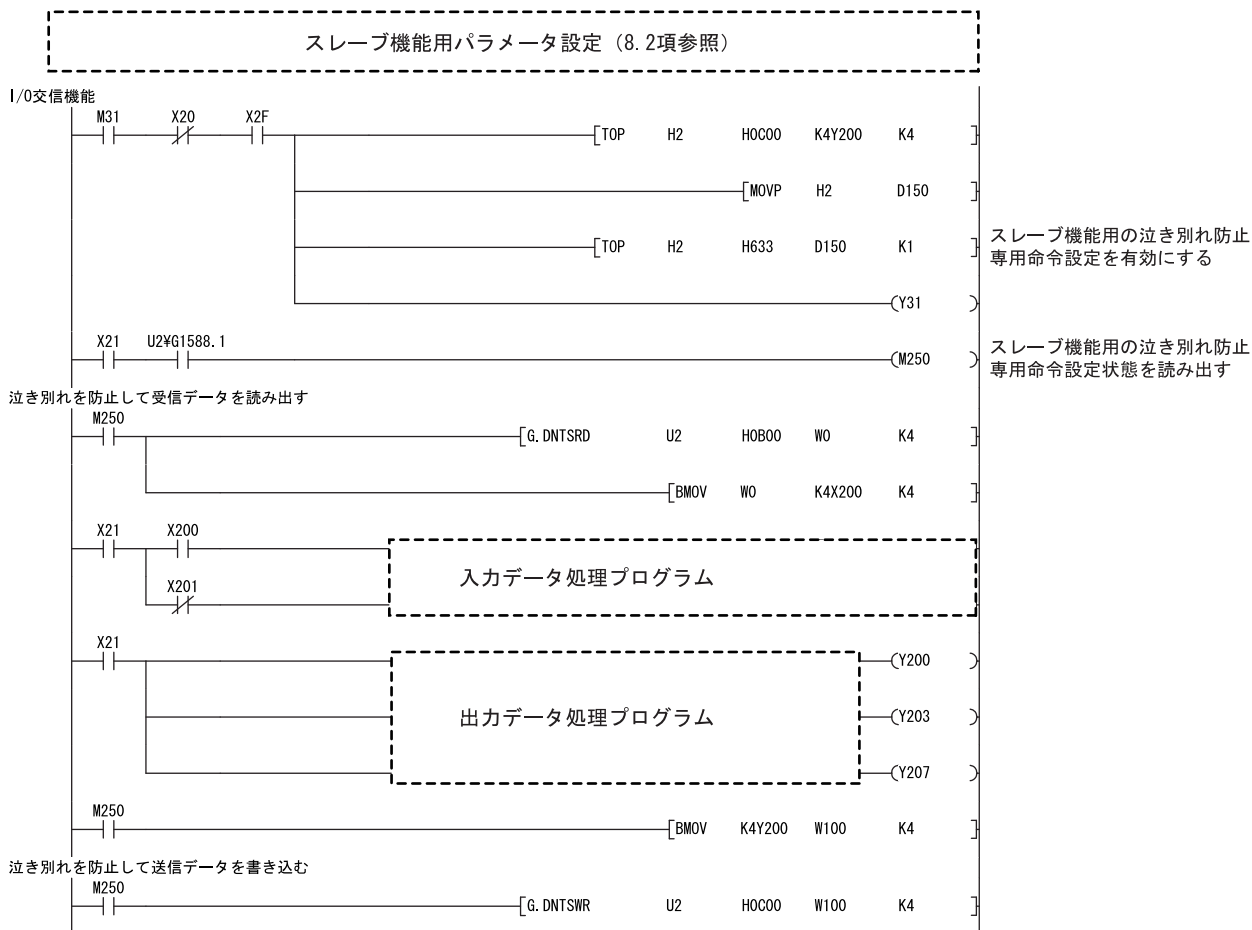 スレーブ機能用パラメータ設定（8.2項参照）
I/O交信機能
M31 X20 X2F
TOP H2 H0C00 K4Y200 K4
MOVP H2 D150
TOP H2 H633 D150 K1
スレーブ機能用の泣き別れ防止
専用命令設定を有効にする
Y31
X21 U2¥G1588.1
M250
スレーブ機能用の泣き別れ防止
専用命令設定状態を読み出す
泣き別れを防止して受信データを読み出す
M250
G.DNTSRD U2 H0B00 W0 K4
BMOV W0 K4X200 K4
X21 X200
入力データ処理プログラム
X201
X21
Y200
出力データ処理プログラム
Y203
Y207
M250
BMOV K4Y200 W100 K4
泣き別れを防止して送信データを書き込む
M250
G.DNTSWR U2 H0C00 W100 K4